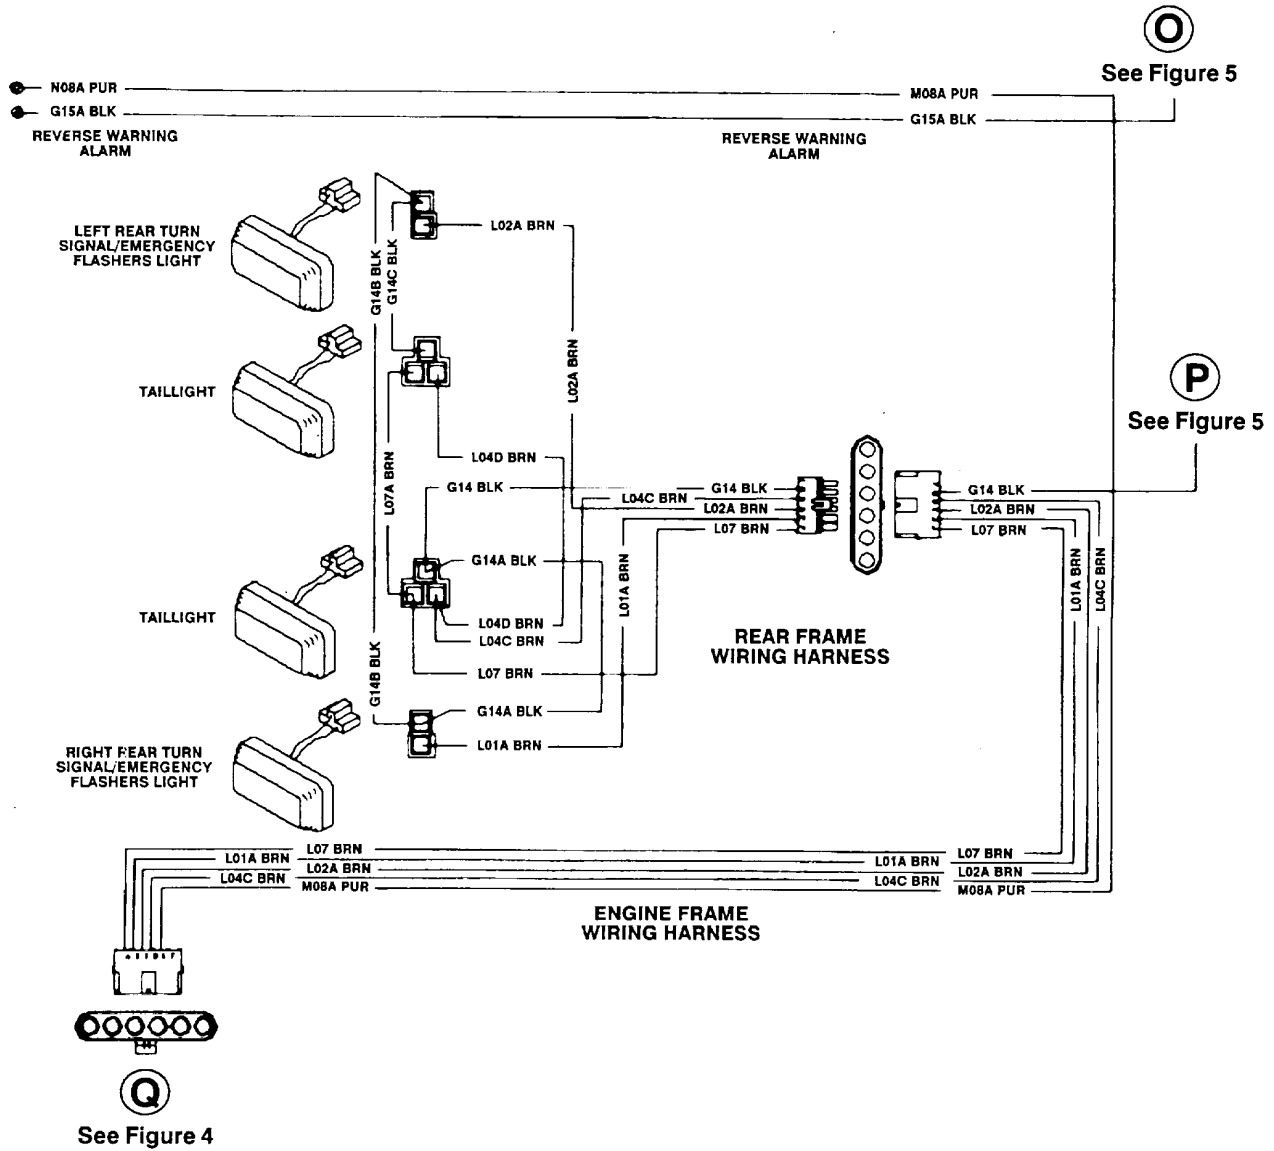 O
See Figure 5
N08A PUR
M08A PUR
G15A BLK
G15A BLK
REVERSE WARNING
ALARM
REVERSE WARNING
ALARM
LEFT REAR TURN
SIGNAL/EMERGENCY
FLASHERS LIGHT
G14B BLK
G14C BLK
L02A BRN
L02A BRN
TAILLIGHT
P
See Figure 5
L04D BRN
L07A BRN
G14 BLK
G14 BLK
L04C BRN
L02A BRN
L07 BRN
G14 BLK
L02A BRN
L07 BRN
G14A BLK
L01A BRN
L01A BRN
L04C BRN
TAILLIGHT
L04D BRN
L04C BRN
L07 BRN
G14B BLK
G14A BLK
L01A BRN
REAR FRAME
WIRING HARNESS
RIGHT REAR TURN
SIGNAL/EMERGENCY
FLASHERS LIGHT
L07 BRN
L01A BRN
L02A BRN
L04C BRN
M08A PUR
L07 BRN
L01A BRN
L02A BRN
L04C BRN
M08A PUR
ENGINE FRAME
WIRING HARNESS
Q
See Figure 4